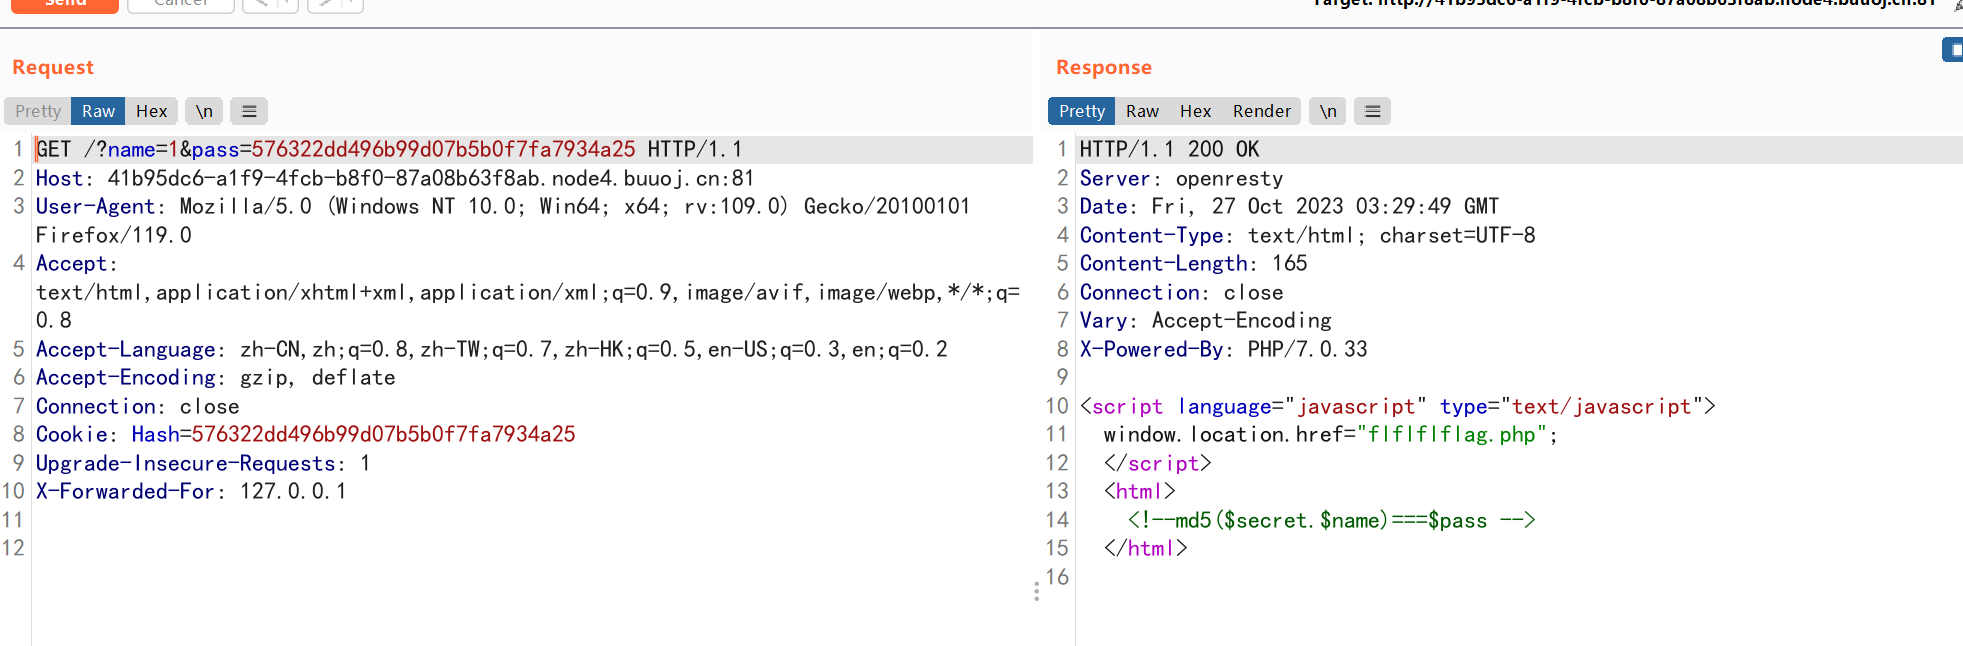 Send
Cancel
Target: http://41b95dc6-a1f9-4fcb-b8f0-87a08b63f8ab.node4.buuoj.cn:81
Request
Pretty Raw Hex \n
1 GET /?name=1&pass=576322dd496b99d07b5b0f7fa7934a25 HTTP/1.1
2 Host: 41b95dc6-a1f9-4fcb-b8f0-87a08b63f8ab.node4.buuoj.cn:81
3 User-Agent: Mozilla/5.0 (Windows NT 10.0; Win64; x64; rv:109.0) Gecko/20100101
Firefox/119.0
4 Accept:
text/html,application/xhtml+xml,application/xml;q=0.9,image/avif,image/webp,*/*;q=
0.8
5 Accept-Language: zh-CN,zh;q=0.8,zh-TW;q=0.7,zh-HK;q=0.5,en-US;q=0.3,en;q=0.2
6 Accept-Encoding: gzip, deflate
7 Connection: close
8 Cookie: Hash=576322dd496b99d07b5b0f7fa7934a25
9 Upgrade-Insecure-Requests: 1
10 X-Forwarded-For: 127.0.0.1
11
12
Response
Pretty Raw Hex Render \n
1 HTTP/1.1 200 OK
2 Server: openresty
3 Date: Fri, 27 Oct 2023 03:29:49 GMT
4 Content-Type: text/html; charset=UTF-8
5 Content-Length: 165
6 Connection: close
7 Vary: Accept-Encoding
8 X-Powered-By: PHP/7.0.33
9
10 <script language="javascript" type="text/javascript">
11 window.location.href="flflflflag.php";
12 </script>
13 <html>
14 <!--md5($secret.$name)===$pass -->
15 </html>
16